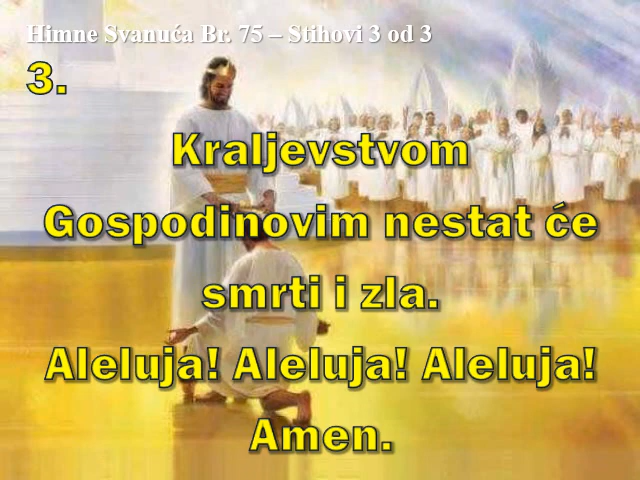 Himne Svanuća Br. 75 – Stihovi 3 od 3
3.
Kraljevstvom
Gospodinovim nestat će
smrti i zla.
Aleluja! Aleluja! Aleluja!
Amen.